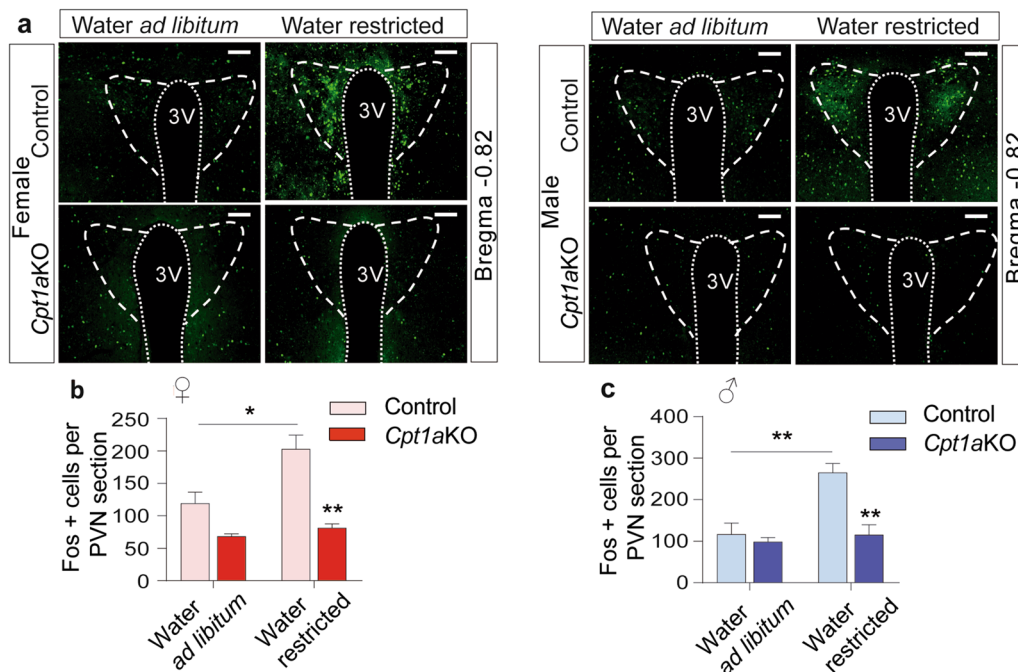 a
Water ad libitum
Water restricted
Female
Control
Cpt1aKO
3V
3V
3V
3V
Bregma -0.82
Water ad libitum
Water restricted
Male
Control
Cpt1aKO
3V
3V
3V
3V
Bregma -0.82
b
♀
Control
Cpt1aKO
*
**
Fos + cells per
PVN section
250
200
150
100
50
0
Water
ad libitum
Water
restricted
c
♂
Control
Cpt1aKO
**
**
Fos + cells per
PVN section
400
300
200
100
0
Water
ad libitum
Water
restricted